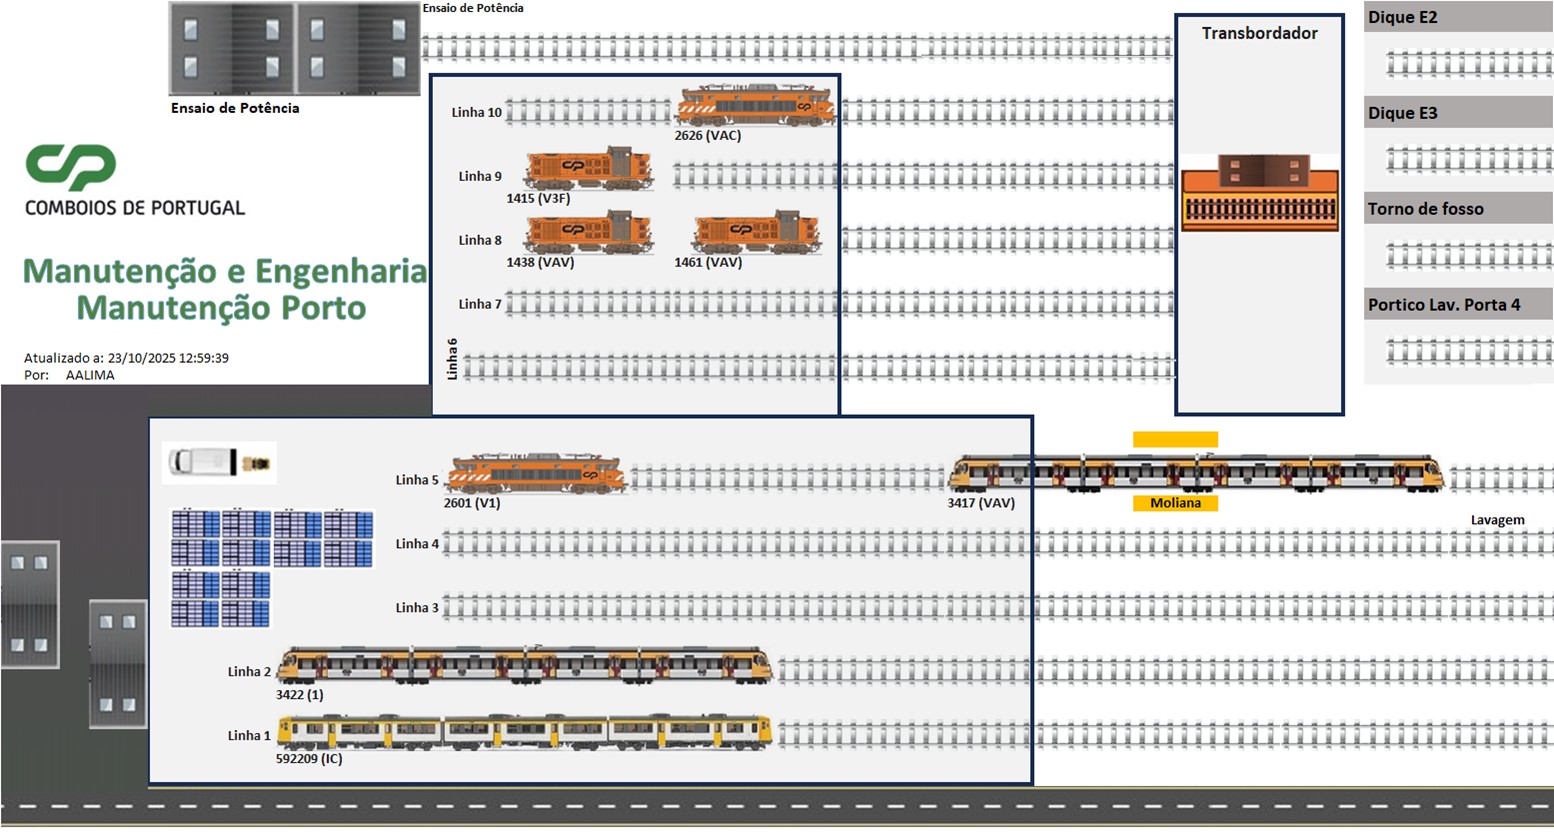 Ensaio de Potência
Transbordador
Dique E2
Ensaio de Potência
Linha 10
2626 (VAC)
Dique E3
CP
COMBOIOS DE PORTUGAL
Linha 9
1415 (V3F)
Torno de fosso
Linha 8
1438 (VAV)
1461 (VAV)
Manutenção e Engenharia
Manutenção Porto
Linha 7
Portico Lav. Porta 4
Linha6
Atualizado a: 23/10/2025 12:59:39
Por: AALIMA
Linha 5
2601 (V1)
3417 (VAV)
Moliana
Lavagem
Linha 4
Linha 3
Linha 2
3422 (1)
Linha 1
592209 (IC)